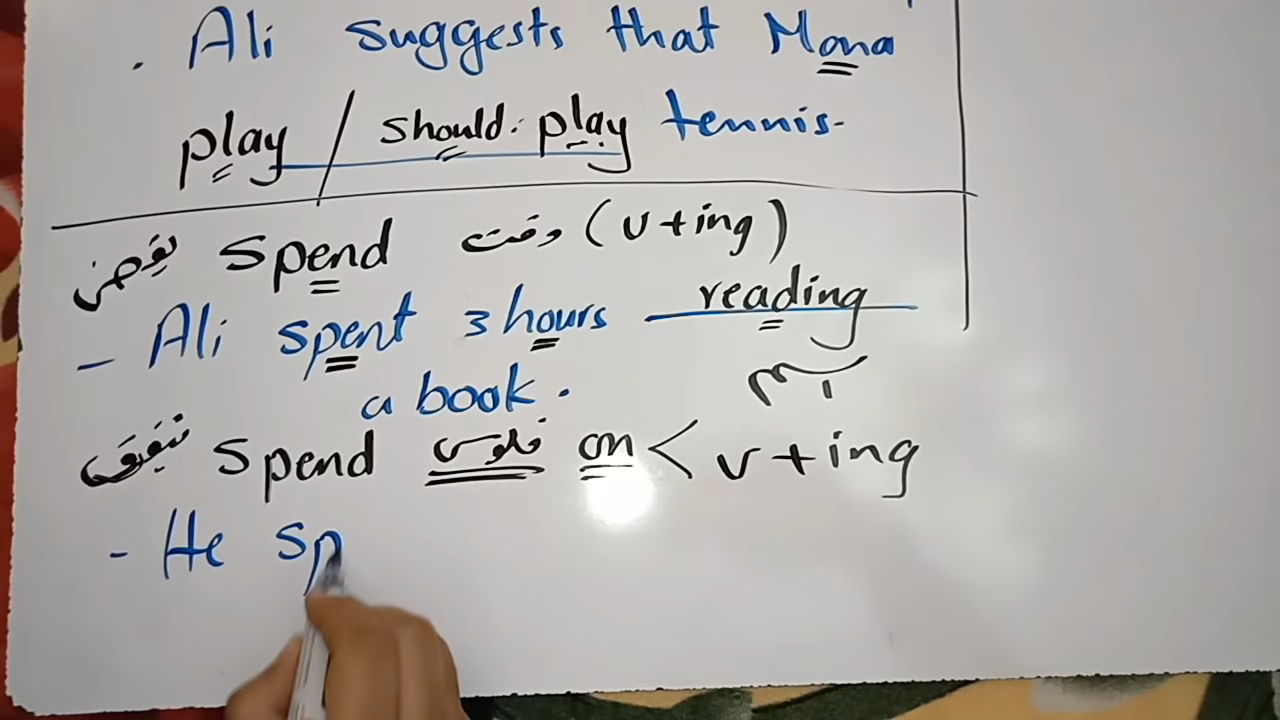 . Ali suggests that Mona
play / should play tennis.
يقضي spend وقت (v+ing)
- Ali spent 3 hours reading
a book.
ينفق spend فلوس on < v+ing
- He sp